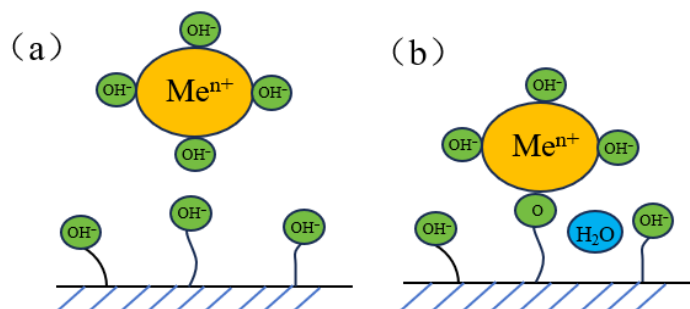 (a)
OH⁻
OH⁻ Meⁿ⁺ OH⁻
OH⁻
OH⁻ OH⁻ OH⁻
(b)
OH⁻
OH⁻ Meⁿ⁺ OH⁻
O
OH⁻ H₂O OH⁻